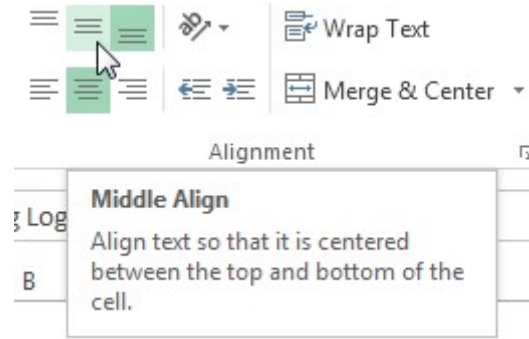 Wrap Text
Merge & Center
Alignment
g Log
B
Middle Align
Align text so that it is centered
between the top and bottom of the
cell.